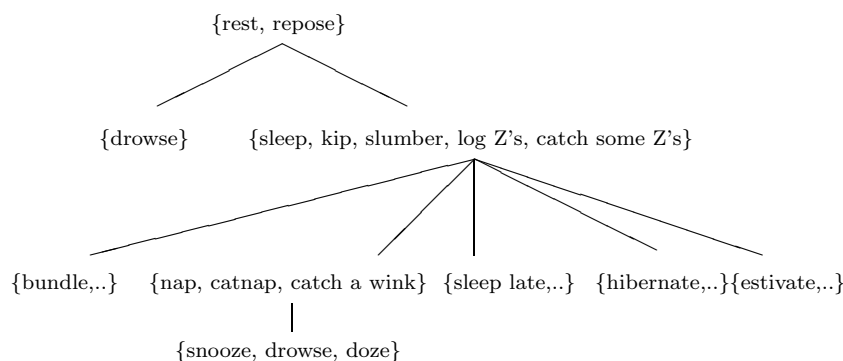 {rest, repose}
{drowse} {sleep, kip, slumber, log Z's, catch some Z's}
{bundle,..} {nap, catnap, catch a wink} {sleep late,..} {hibernate,..}{estivate,..}
{snooze, drowse, doze}